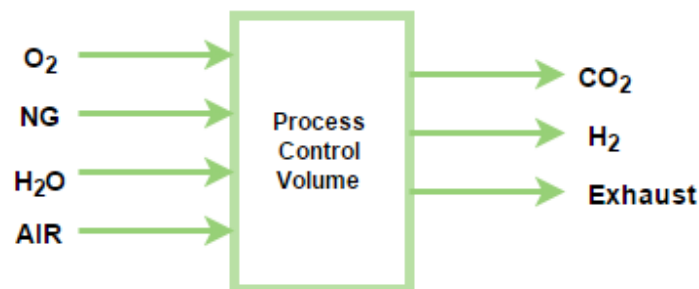 O2
NG
H2O
AIR
Process
Control
Volume
CO2
H2
Exhaust